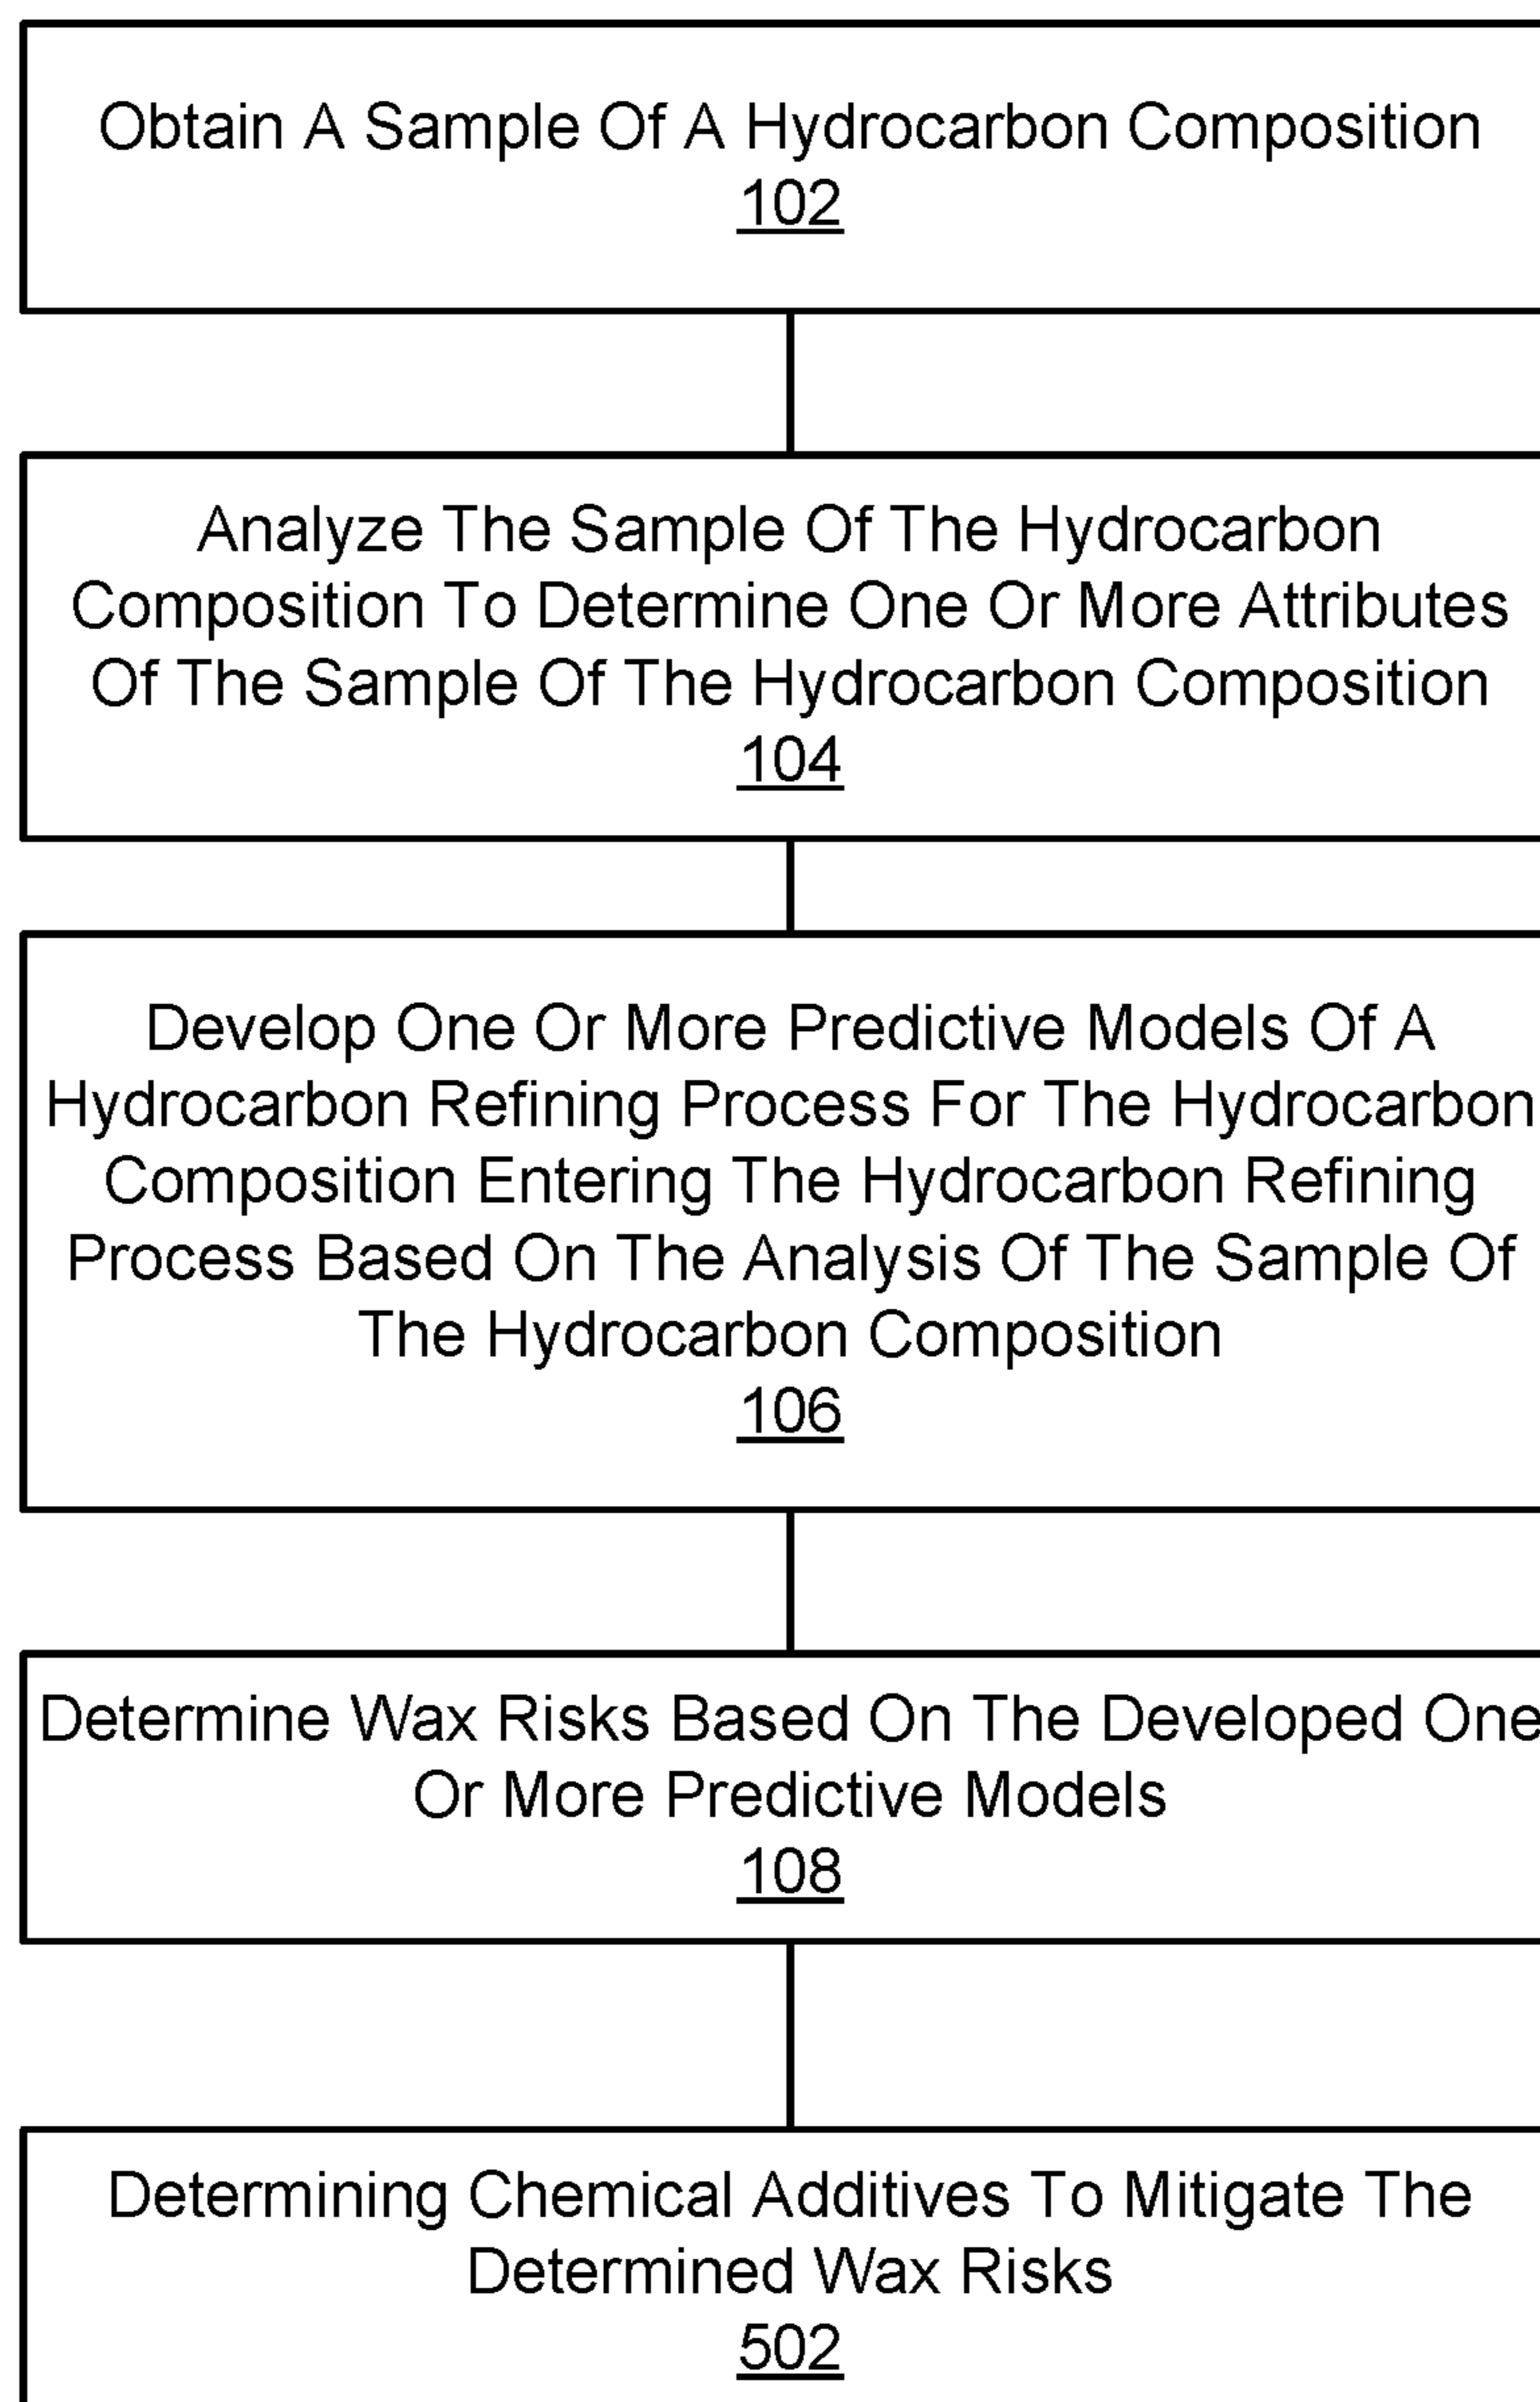 Obtain A Sample Of A Hydrocarbon Composition
102
Analyze The Sample Of The Hydrocarbon
Composition To Determine One Or More Attributes
Of The Sample Of The Hydrocarbon Composition
104
Develop One Or More Predictive Models Of A
Hydrocarbon Refining Process For The Hydrocarbon
Composition Entering The Hydrocarbon Refining
Process Based On The Analysis Of The Sample Of
The Hydrocarbon Composition
106
Determine Wax Risks Based On The Developed One
Or More Predictive Models
108
Determining Chemical Additives To Mitigate The
Determined Wax Risks
502